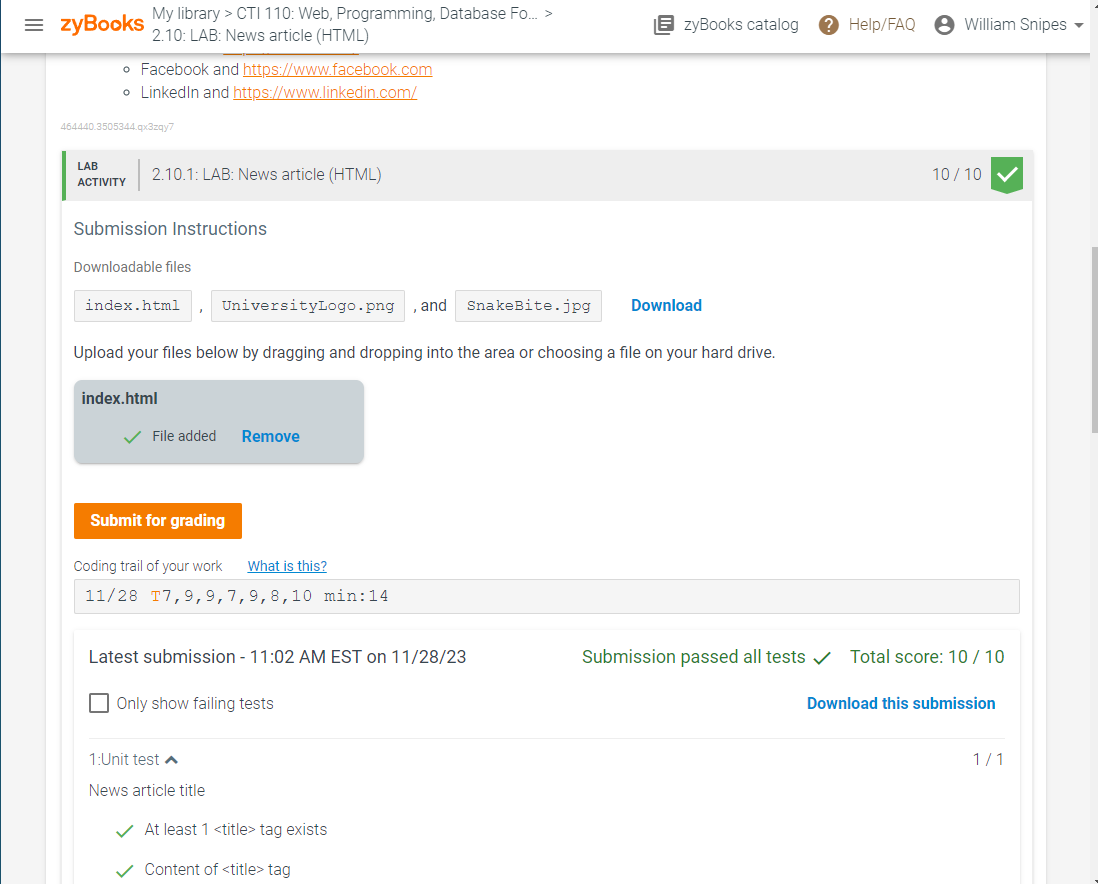 zyBooks
My library > CTI 110: Web, Programming, Database Fo... >
2.10: LAB: News article (HTML)
zyBooks catalog
? Help/FAQ
William Snipes
Facebook and https://www.facebook.com
LinkedIn and https://www.linkedin.com/
464440.3505344.qx3zqy7
LAB
ACTIVITY
2.10.1: LAB: News article (HTML)
10 / 10
Submission Instructions
Downloadable files
index.html , UniversityLogo.png , and SnakeBite.jpg Download
Upload your files below by dragging and dropping into the area or choosing a file on your hard drive.
index.html
File added Remove
Submit for grading
Coding trail of your work What is this?
11/28 T7,9,9,7,9,8,10 min:14
Latest submission - 11:02 AM EST on 11/28/23 Submission passed all tests Total score: 10 / 10
Only show failing tests Download this submission
1:Unit test 1 / 1
News article title
At least 1 <title> tag exists
Content of <title> tag